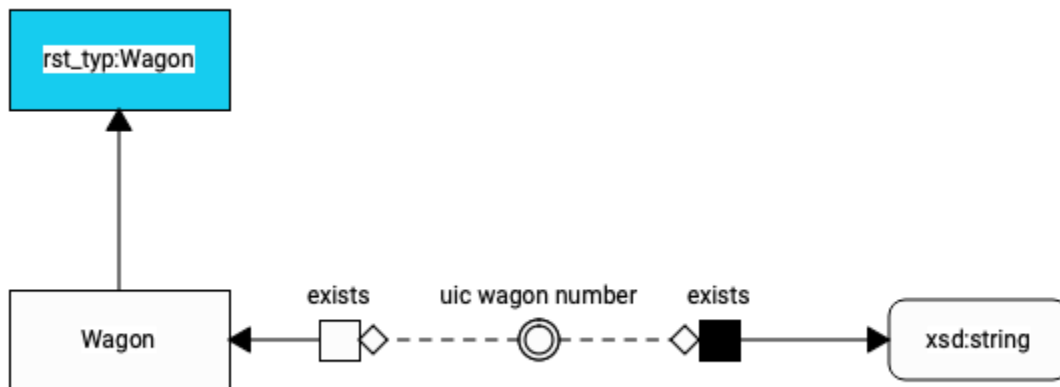 rst_typ:Wagon
exists
uic wagon number
exists
Wagon
xsd:string